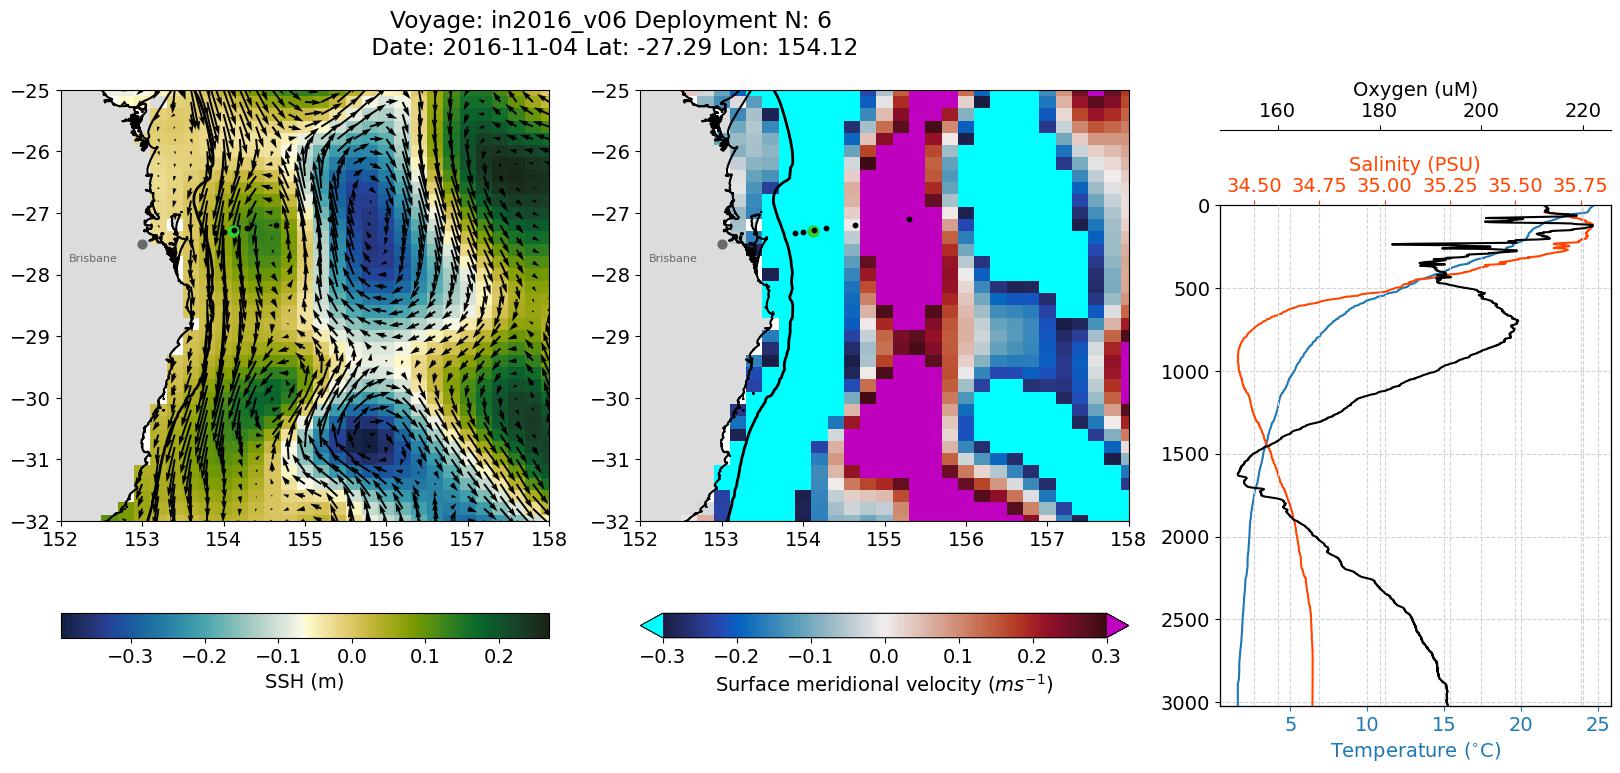 Voyage: in2016_v06 Deployment N: 6
Date: 2016-11-04 Lat: -27.29 Lon: 154.12
−25
−26
−27
−28
−29
−30
−31
−32
152 153 154 155 156 157 158
Brisbane
−0.3 −0.2 −0.1 0.0 0.1 0.2
SSH (m)
−25
−26
−27
−28
−29
−30
−31
−32
152 153 154 155 156 157 158
Brisbane
−0.3 −0.2 −0.1 0.0 0.1 0.2 0.3
Surface meridional velocity (ms⁻¹)
Oxygen (uM)
160 180 200 220
Salinity (PSU)
34.50 34.75 35.00 35.25 35.50 35.75
0
500
1000
1500
2000
2500
3000
5 10 15 20 25
Temperature (°C)